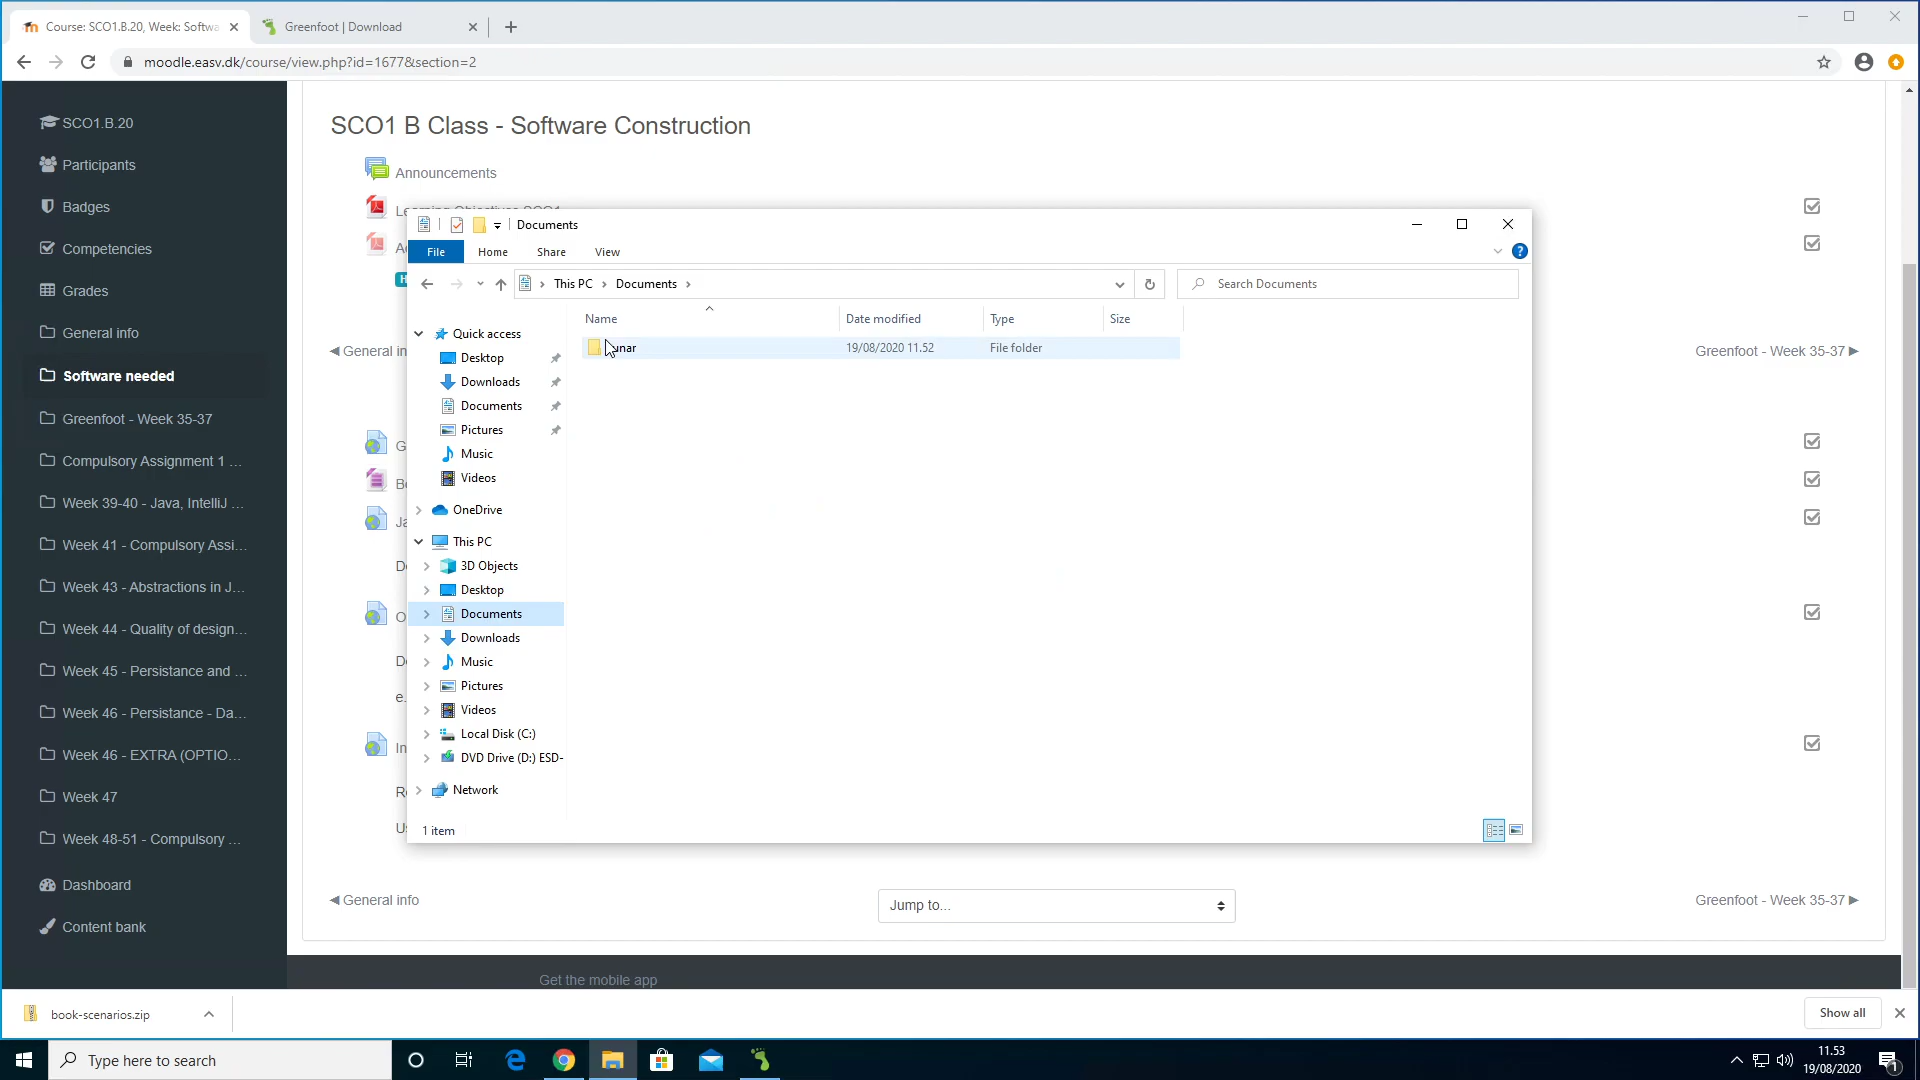 Course: SCO1.B.20, Week: Softwa
Greenfoot | Download
moodle.easv.dk/course/view.php?id=1677&section=2
SCO1.B.20
Participants
Badges
Competencies
Grades
General info
Software needed
Greenfoot - Week 35-37
Compulsory Assignment 1 ...
Week 39-40 - Java, IntelliJ ...
Week 41 - Compulsory Assi...
Week 43 - Abstractions in J...
Week 44 - Quality of design...
Week 45 - Persistance and ...
Week 46 - Persistance - Da...
Week 46 - EXTRA (OPTIO...
Week 47
Week 48-51 - Compulsory ...
Dashboard
Content bank
SCO1 B Class - Software Construction
Announcements
◀ General in
Greenfoot - Week 35-37 ▶
Documents
File
Home
Share
View
This PC
Documents
Search Documents
Name
Date modified
Type
Size
19/08/2020 11.52
File folder
Quick access
Desktop
Downloads
Documents
Pictures
Music
Videos
OneDrive
This PC
3D Objects
Desktop
Documents
Downloads
Music
Pictures
Videos
Local Disk (C:)
DVD Drive (D:) ESD-
Network
1 item
◀ General info
Jump to...
Greenfoot - Week 35-37 ▶
Get the mobile app
book-scenarios.zip
Show all
Type here to search
11.53
19/08/2020
1